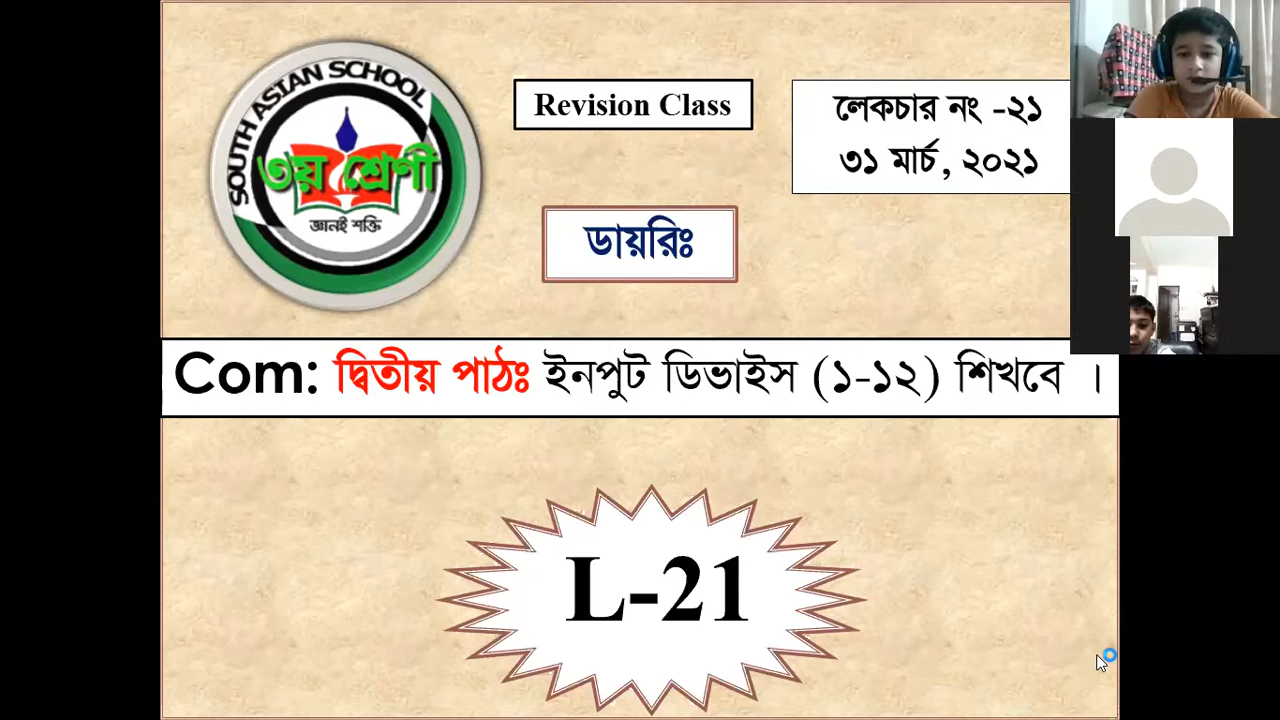 SOUTH ASIAN SCHOOL
৩য় শ্রেণী
জ্ঞানই শক্তি
Revision Class
লেকচার নং -২১
৩১ মার্চ, ২০২১
ডায়রিঃ
Com: দ্বিতীয় পাঠঃ ইনপুট ডিভাইস (১-১২) শিখবে ।
L-21